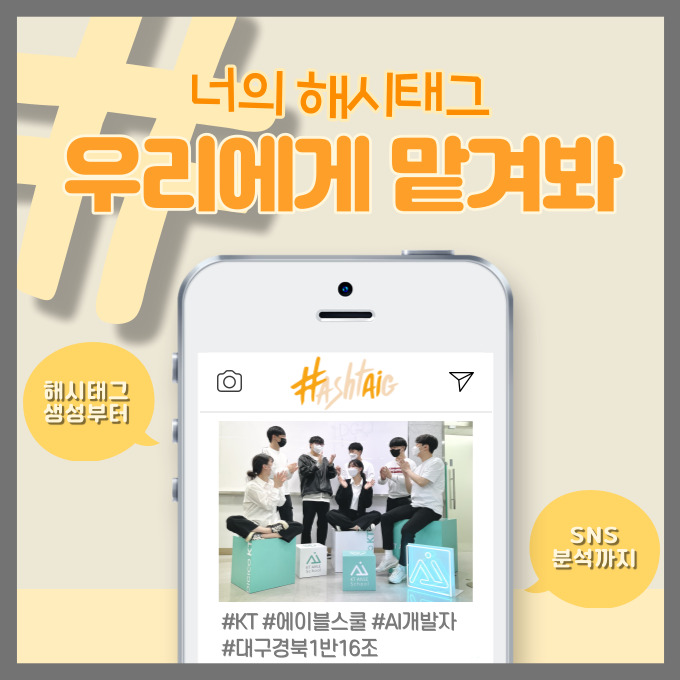 너의 해시태그
우리에게 맡겨봐
#AShtAiG
해시태그
생성부터
SNS
분석까지
#KT #에이블스쿨 #AI개발자
#대구경북1반16조